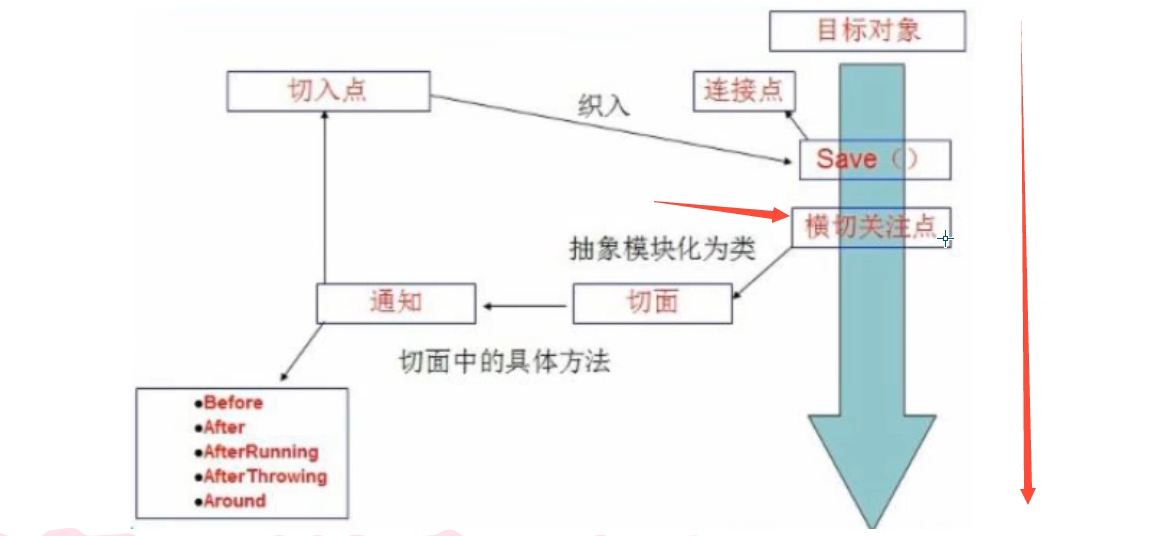 目标对象
切入点
连接点
织入
Save（）
横切关注点
抽象模块化为类
通知
切面
切面中的具体方法
●Before
●After
●AfterRunning
●AfterThrowing
●Around